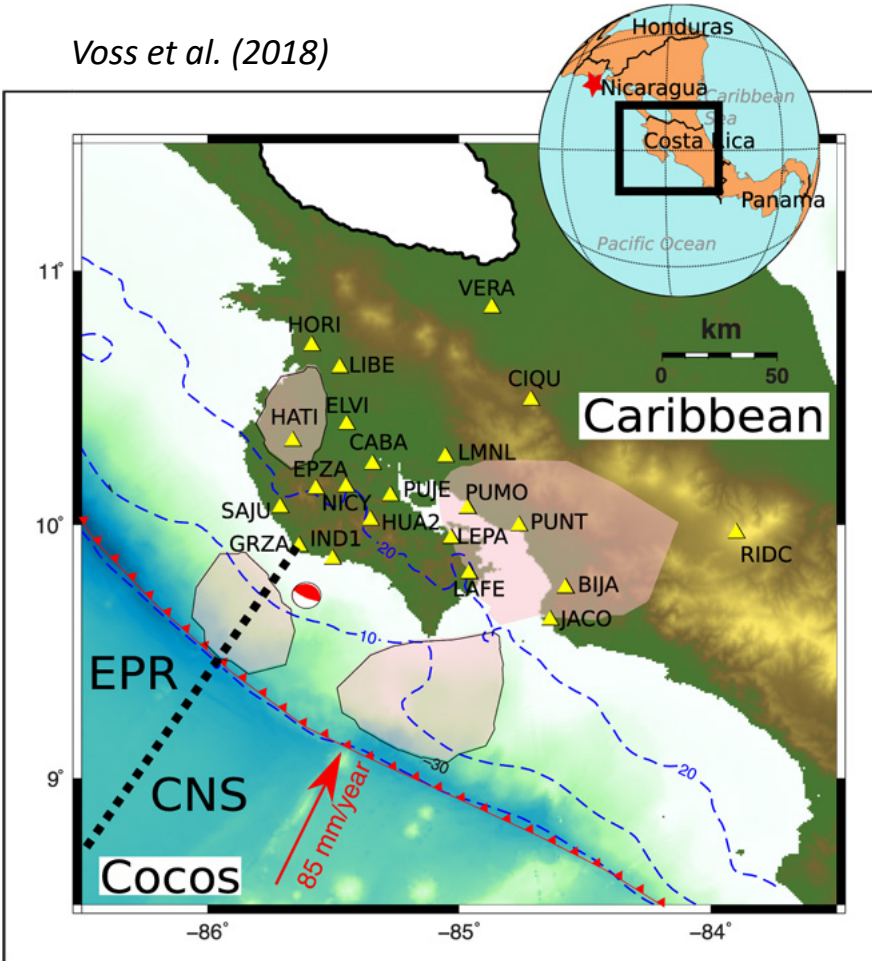 Voss et al. (2018)
Honduras
Nicaragua
Caribbean
Sea
Costa Rica
Panama
Pacific Ocean
11°
VERA
HORI
LIBE
km
0 50
CIQU
Caribbean
HATI
ELVI
CABA
LMNL
EPZA
NICY
PUJE
PUMO
10°
SAJU
HUA2
PUNT
GRZA
IND1
20
LEPA
RIDC
LAFE
BIJA
JACO
10
EPR
-30
20
9°
CNS
85 mm/year
Cocos
−86°
−85°
−84°